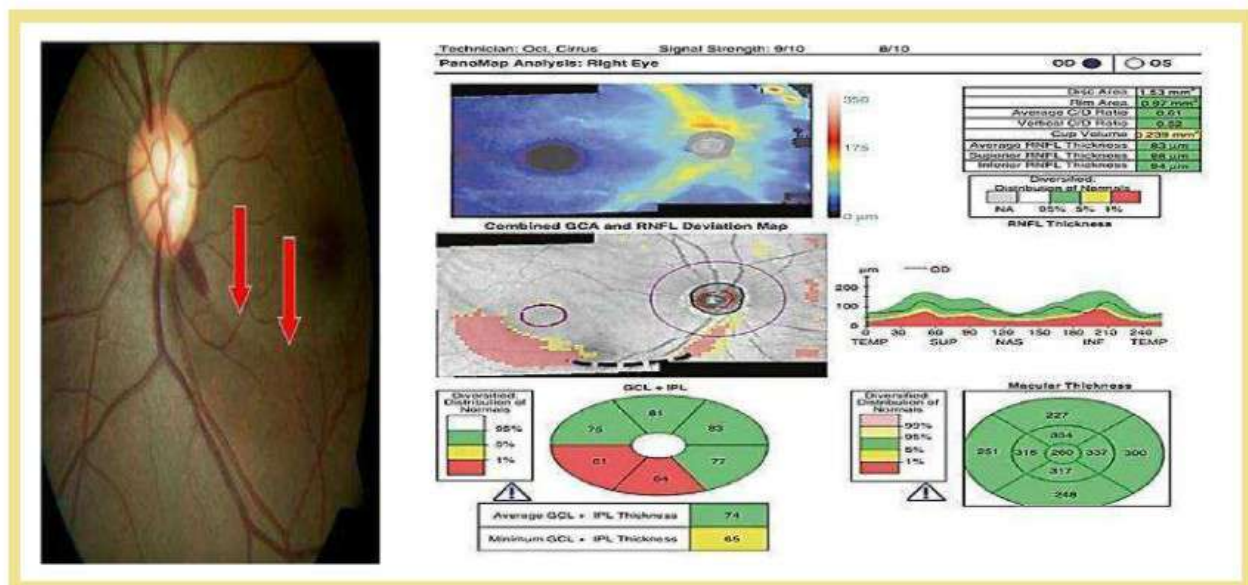 Technician: Oct, Cirrus Signal Strength: 9/10 8/10
PanoMap Analysis: Right Eye OD OS
350
175
0 µm
Disc Area 1.53 mm²
Rim Area 0.97 mm²
Average C/D Ratio 0.61
Vertical C/D Ratio 0.52
Cup Volume 0.239 mm³
Average RNFL Thickness 83 µm
Superior RNFL Thickness 98 µm
Inferior RNFL Thickness 94 µm
Diversified:
Distribution of Normals
NA 95% 5% 1%
Combined GCA and RNFL Deviation Map
RNFL Thickness
µm OD
200
100
0
0 30 60 90 120 150 180 210 240
TEMP SUP NAS INF TEMP
GCL + IPL
Diversified:
Distribution of
Normals
95%
5%
1%
81
75 83
61 77
64
Average GCL + IPL Thickness 74
Minimum GCL + IPL Thickness 65
Macular Thickness
Diversified:
Distribution of
Normals
99%
95%
5%
1%
227
334
251 316 260 337 300
317
248